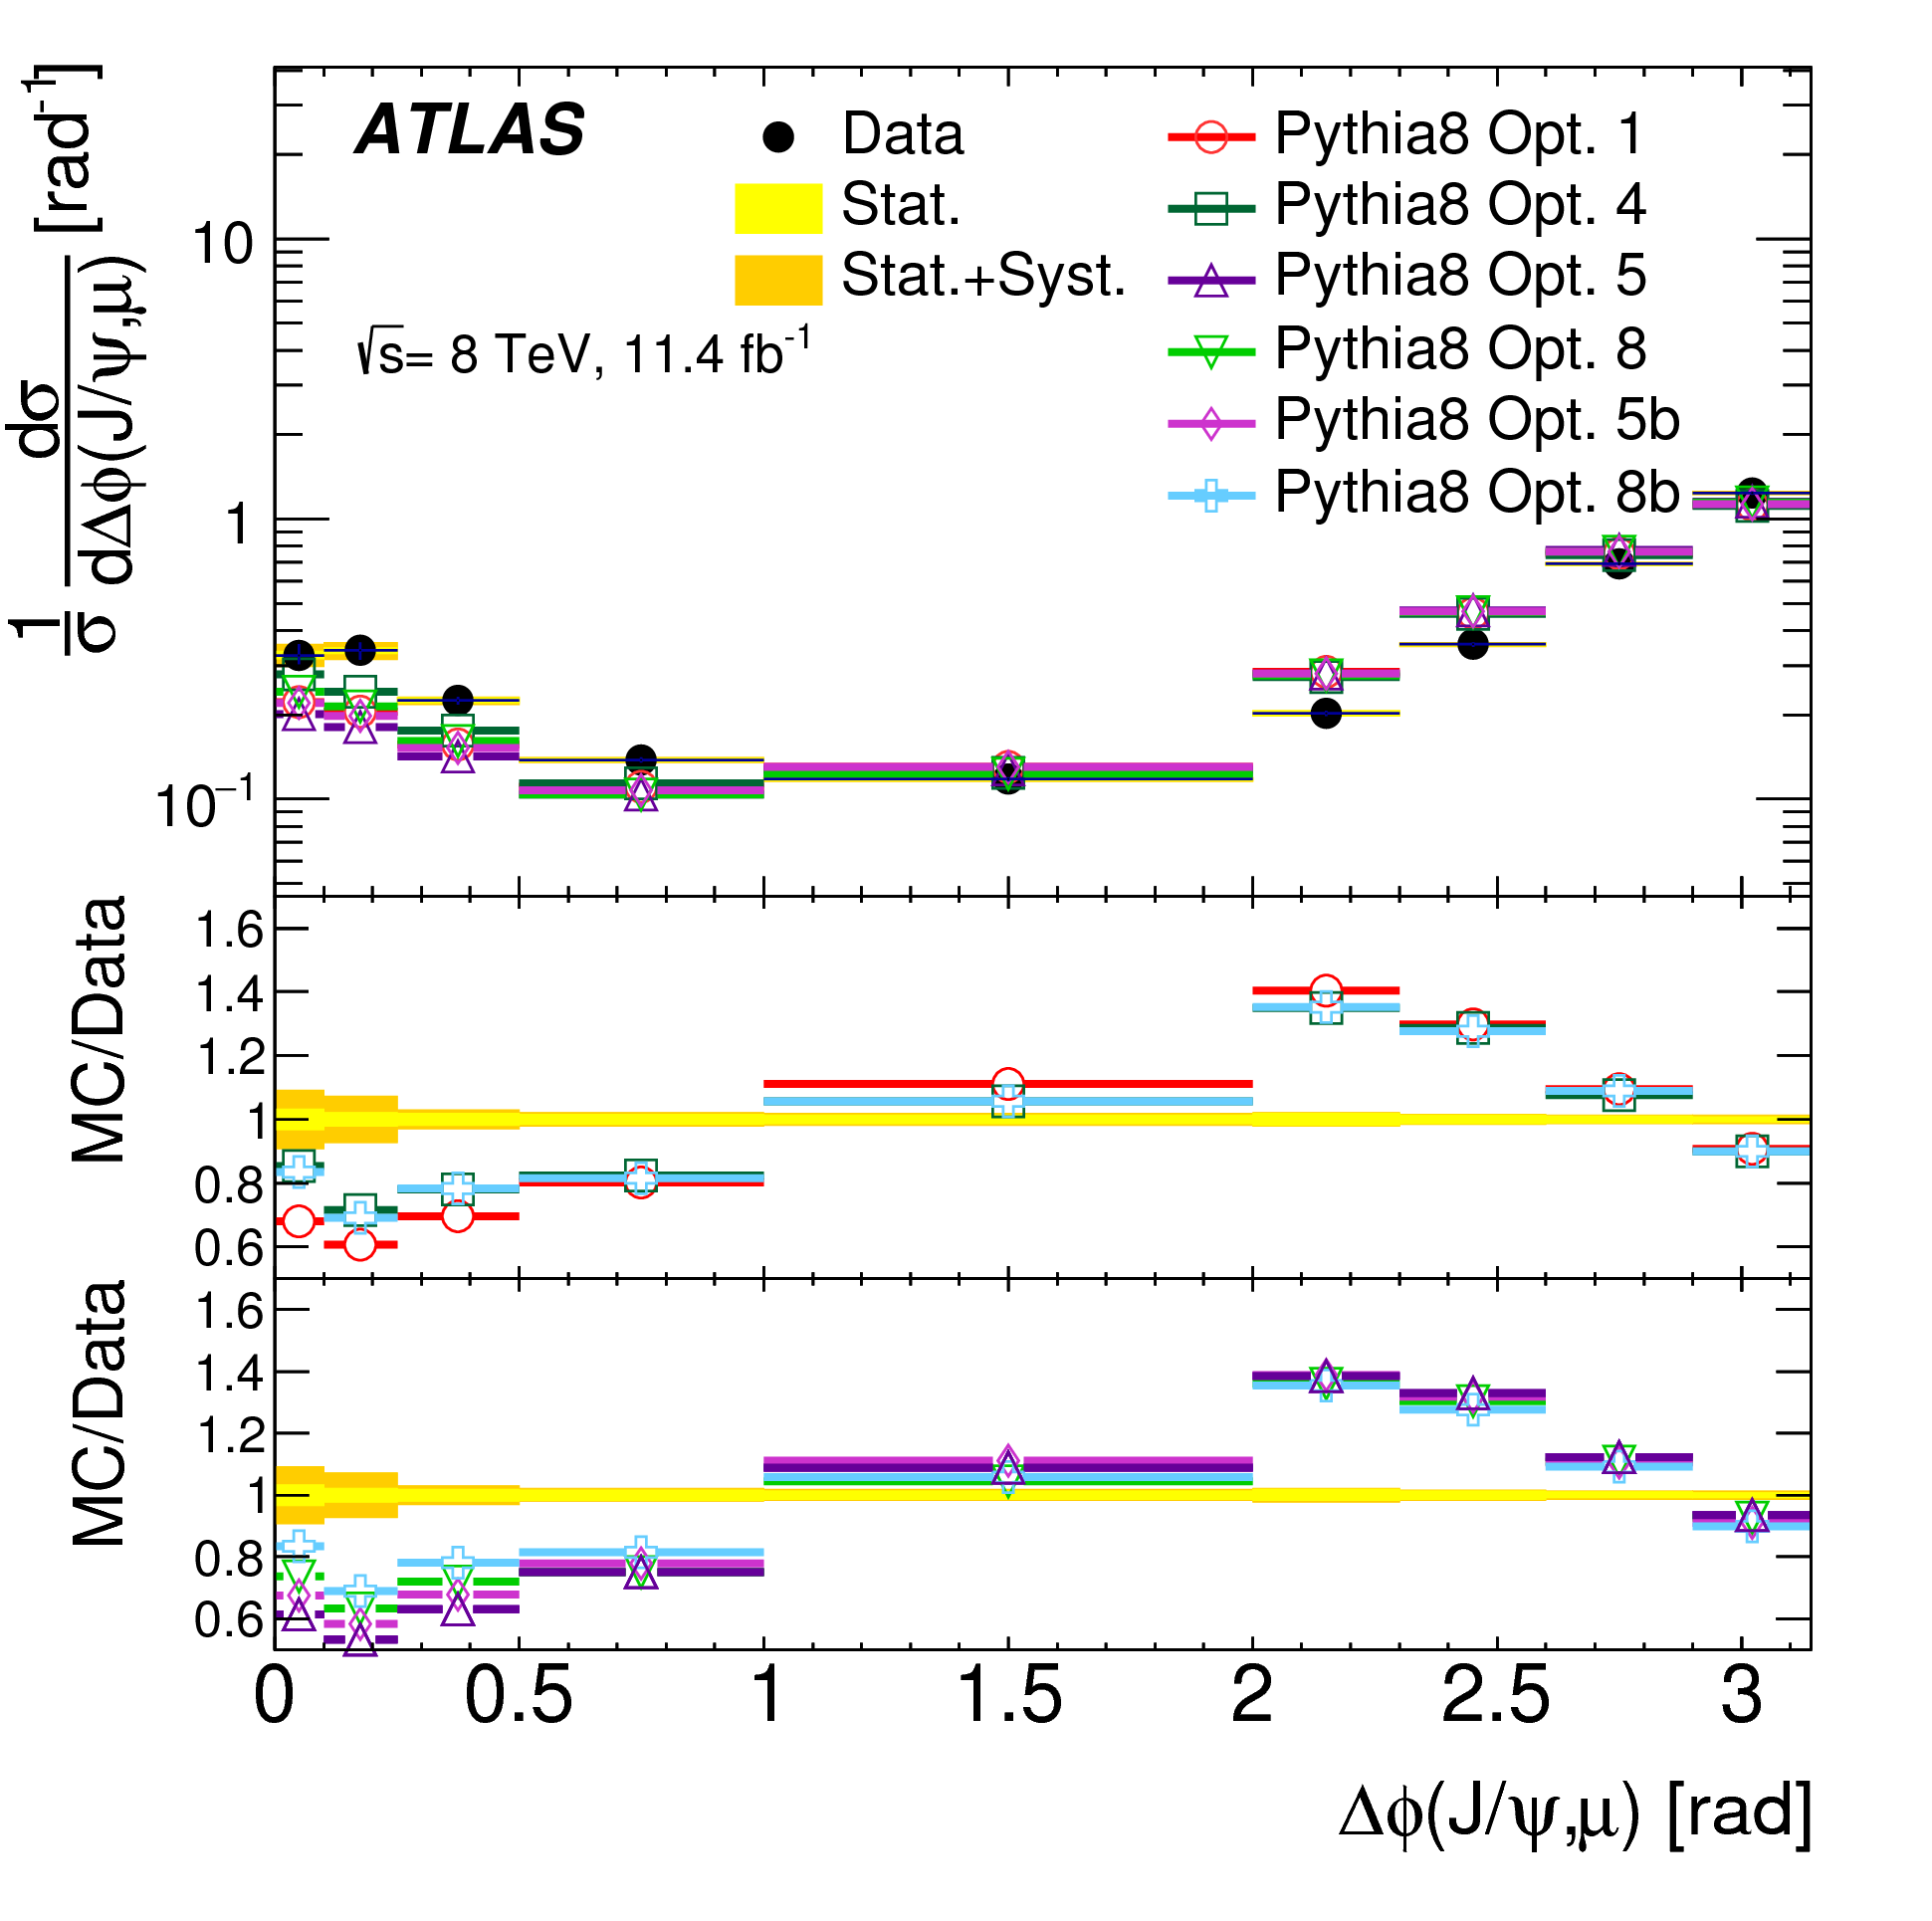 ATLAS
Data
Stat.
Stat.+Syst.
√s= 8 TeV, 11.4 fb⁻¹
Pythia8 Opt. 1
Pythia8 Opt. 4
Pythia8 Opt. 5
Pythia8 Opt. 8
Pythia8 Opt. 5b
Pythia8 Opt. 8b
1/σ dσ/dΔϕ(J/ψ,μ) [rad⁻¹]
10
1
10⁻¹
MC/Data
1.6
1.4
1.2
1
0.8
0.6
MC/Data
1.6
1.4
1.2
1
0.8
0.6
0 0.5 1 1.5 2 2.5 3
Δϕ(J/ψ,μ) [rad]